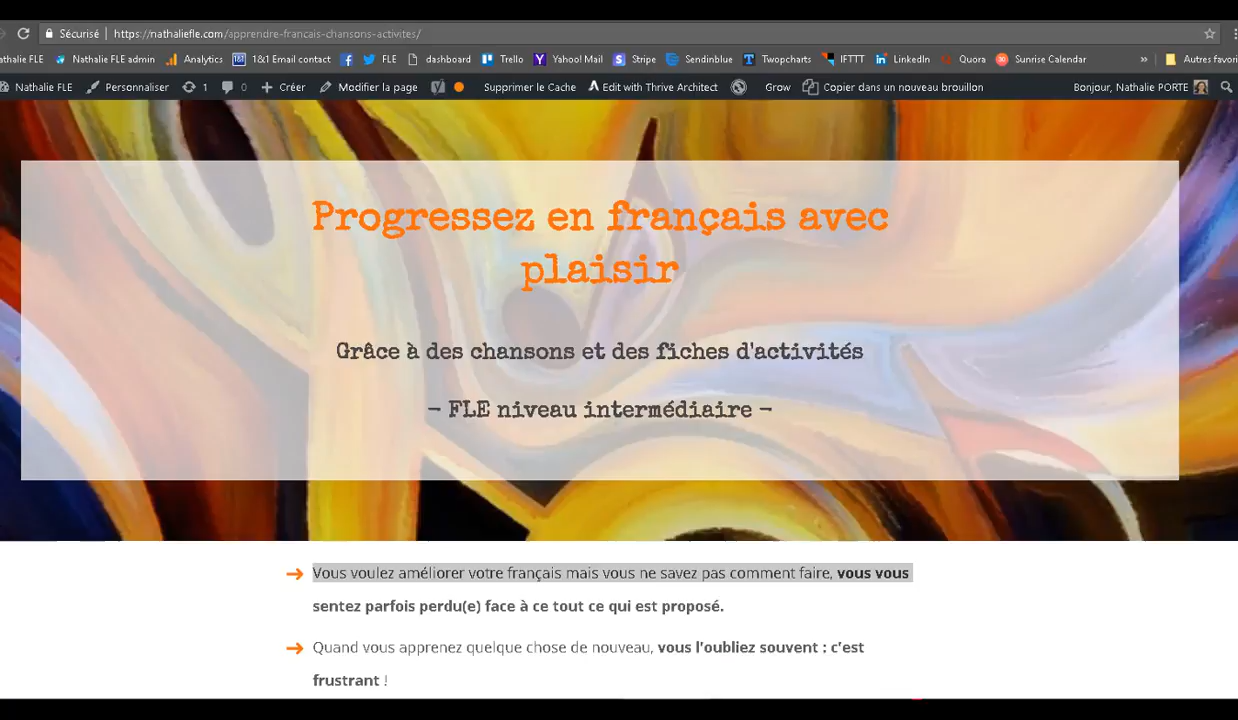 Sécurisé | https://nathaliefle.com/apprendre-francais-chansons-activites/
Nathalie FLE admin Analytics 1&1 Email contact FLE dashboard Trello Yahoo! Mail Stripe Sendinblue Twopcharts IFTTT LinkedIn Quora Sunrise Calendar » Autres favori
Nathalie FLE Personnaliser 1 0 Créer Modifier la page Supprimer le Cache Edit with Thrive Architect Grow Copier dans un nouveau brouillon Bonjour, Nathalie PORTE
Progressez en français avec
plaisir
Grâce à des chansons et des fiches d'activités
– FLE niveau intermédiaire –
Vous voulez améliorer votre français mais vous ne savez pas comment faire, vous vous
sentez parfois perdu(e) face à ce tout ce qui est proposé.
Quand vous apprenez quelque chose de nouveau, vous l'oubliez souvent : c'est
frustrant !